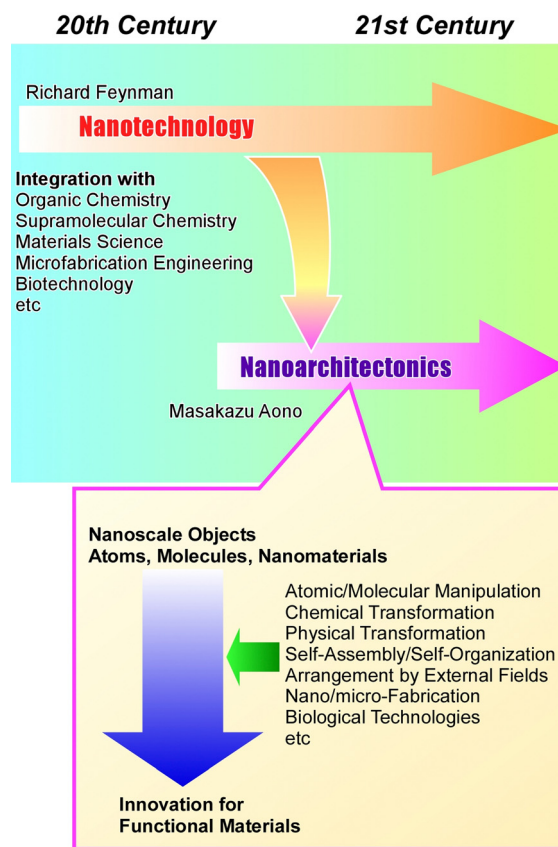 20th Century 21st Century
Richard Feynman
Nanotechnology
Integration with
Organic Chemistry
Supramolecular Chemistry
Materials Science
Microfabrication Engineering
Biotechnology
etc
Nanoarchitectonics
Masakazu Aono
Nanoscale Objects
Atoms, Molecules, Nanomaterials
Atomic/Molecular Manipulation
Chemical Transformation
Physical Transformation
Self-Assembly/Self-Organization
Arrangement by External Fields
Nano/micro-Fabrication
Biological Technologies
etc
Innovation for
Functional Materials